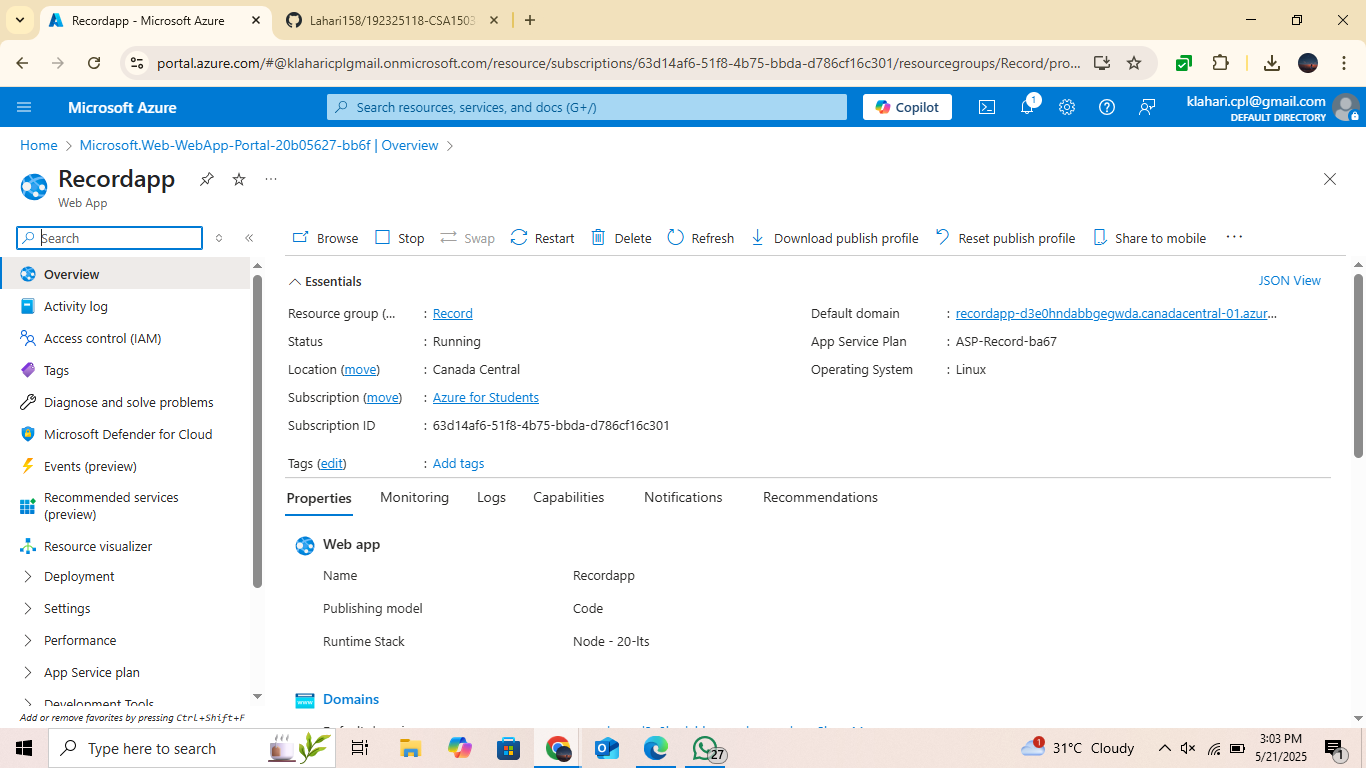 Recordapp - Microsoft Azure
Lahari158/192325118-CSA1503
portal.azure.com/#@klaharicplgmail.onmicrosoft.com/resource/subscriptions/63d14af6-51f8-4b75-bbda-d786cf16c301/resourcegroups/Record/pro...
Microsoft Azure
Search resources, services, and docs (G+/)
Copilot
1
klahari.cpl@gmail.com
DEFAULT DIRECTORY
Home > Microsoft.Web-WebApp-Portal-20b05627-bb6f | Overview >
Recordapp
Web App
Search
Browse Stop Swap Restart Delete Refresh Download publish profile Reset publish profile Share to mobile ...
Overview
Activity log
Access control (IAM)
Tags
Diagnose and solve problems
Microsoft Defender for Cloud
Events (preview)
Recommended services
(preview)
Resource visualizer
Deployment
Settings
Performance
App Service plan
Development Tools
Add or remove favorites by pressing Ctrl+Shift+F
Essentials
JSON View
Resource group (... : Record
Status : Running
Location (move) : Canada Central
Subscription (move) : Azure for Students
Subscription ID : 63d14af6-51f8-4b75-bbda-d786cf16c301
Tags (edit) : Add tags
Default domain : recordapp-d3e0hndabbgegwda.canadacentral-01.azur...
App Service Plan : ASP-Record-ba67
Operating System : Linux
Properties Monitoring Logs Capabilities Notifications Recommendations
Web app
Name Recordapp
Publishing model Code
Runtime Stack Node - 20-lts
Domains
Type here to search
27
1
31°C Cloudy
3:03 PM
5/21/2025
1